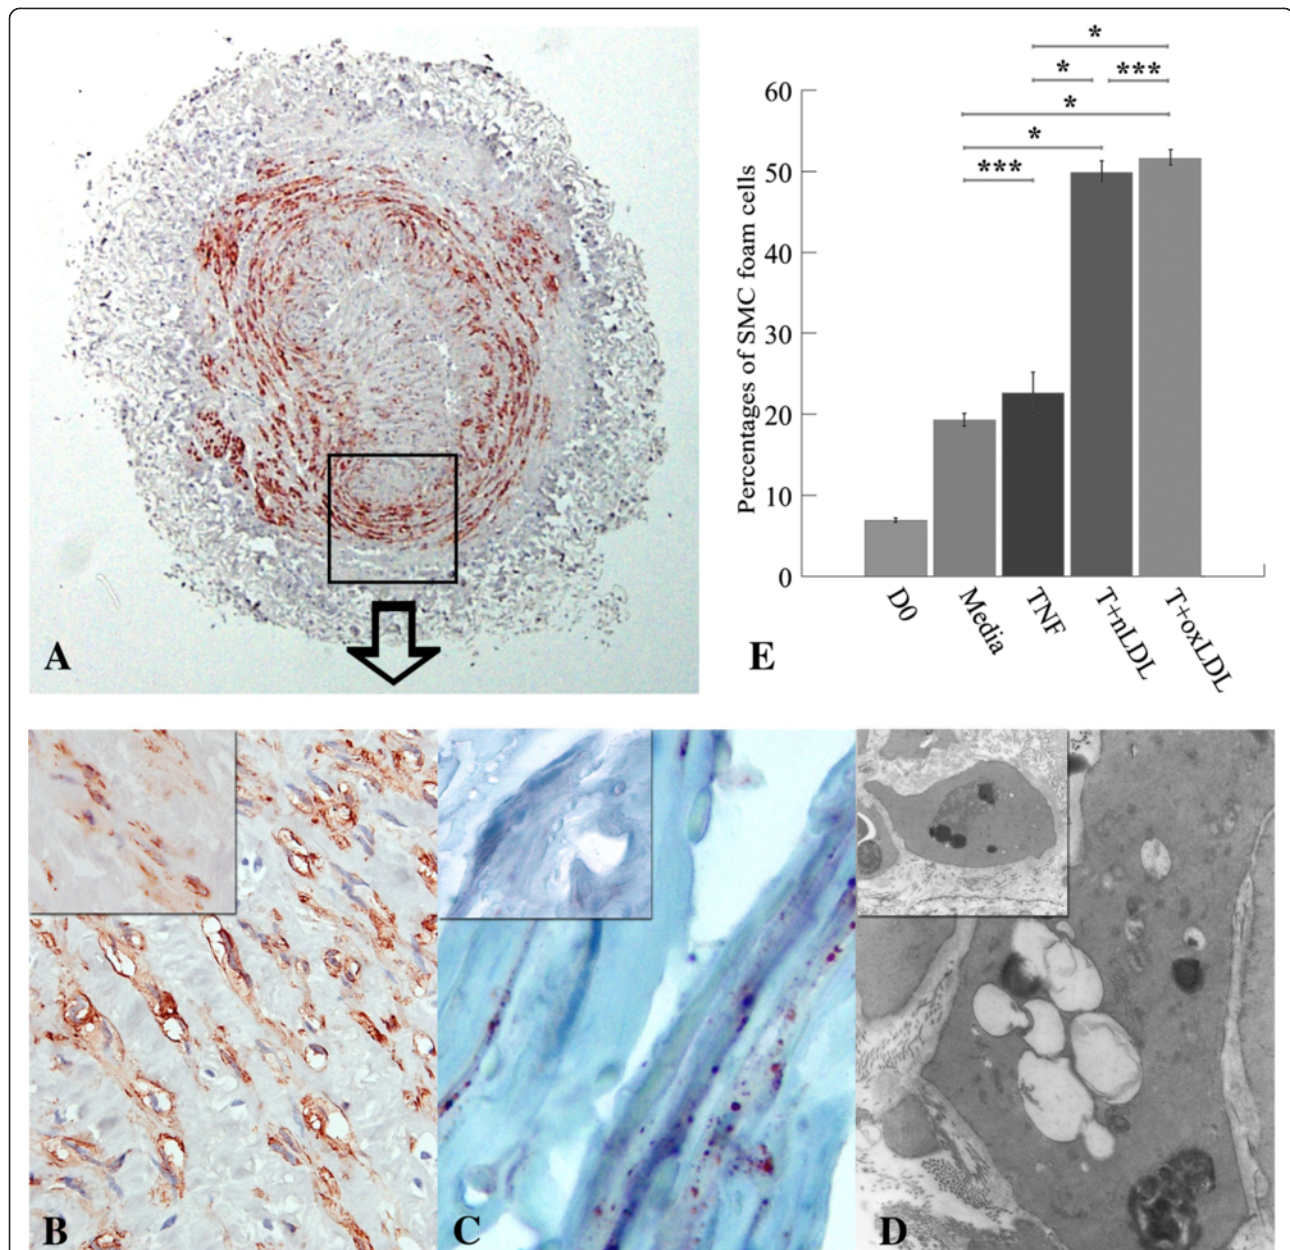 A
E
Percentages of SMC foam cells
60
50
40
30
20
10
0
*
*
***
*
*
***
D0
Media
TNF
T+nLDL
T+oxLDL
B
C
D